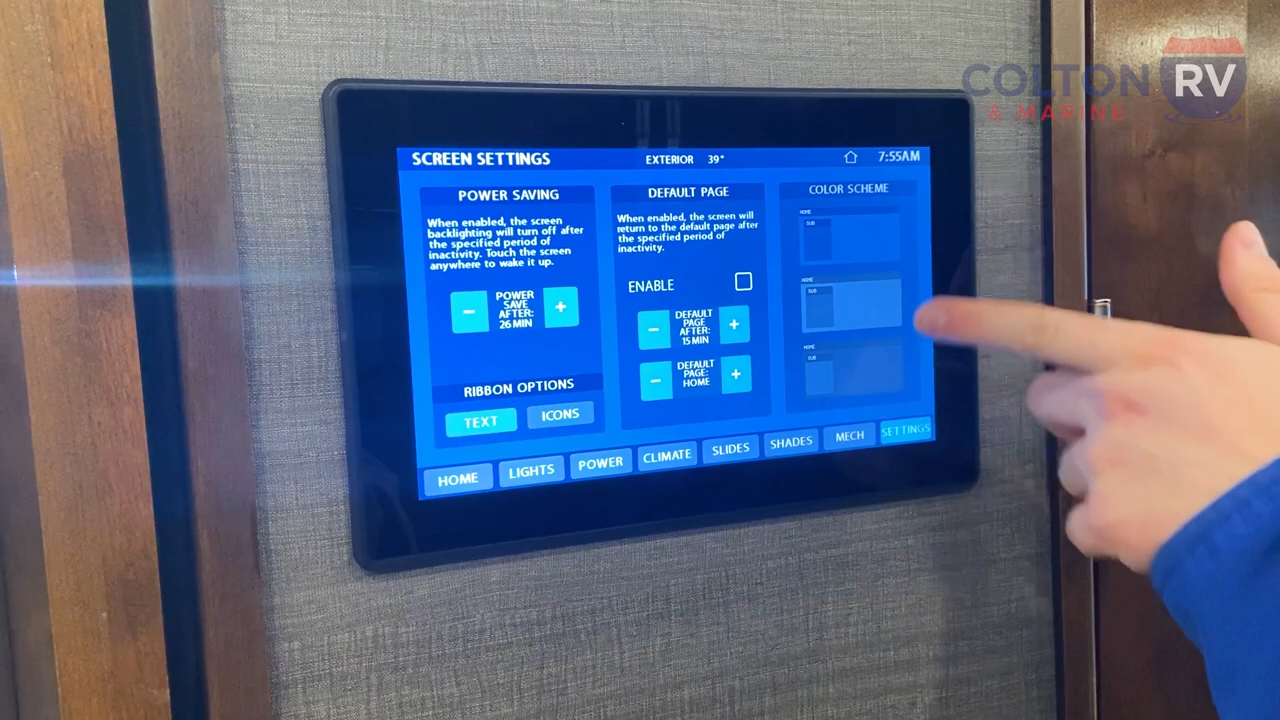 COLTON RV
& MARINE
SCREEN SETTINGS
EXTERIOR 39°
7:55AM
POWER SAVING
When enabled, the screen
backlighting will turn off after
the specified period of
inactivity. Touch the screen
anywhere to wake it up.
−
POWER
SAVE
AFTER:
26 MIN
+
RIBBON OPTIONS
TEXT
ICONS
DEFAULT PAGE
When enabled, the screen will
return to the default page after
the specified period of
inactivity.
ENABLE
−
DEFAULT
PAGE
AFTER:
15 MIN
+
−
DEFAULT
PAGE:
HOME
+
COLOR SCHEME
HOME
SUB
HOME
SUB
HOME
SUB
HOME
LIGHTS
POWER
CLIMATE
SLIDES
SHADES
MECH
SETTINGS